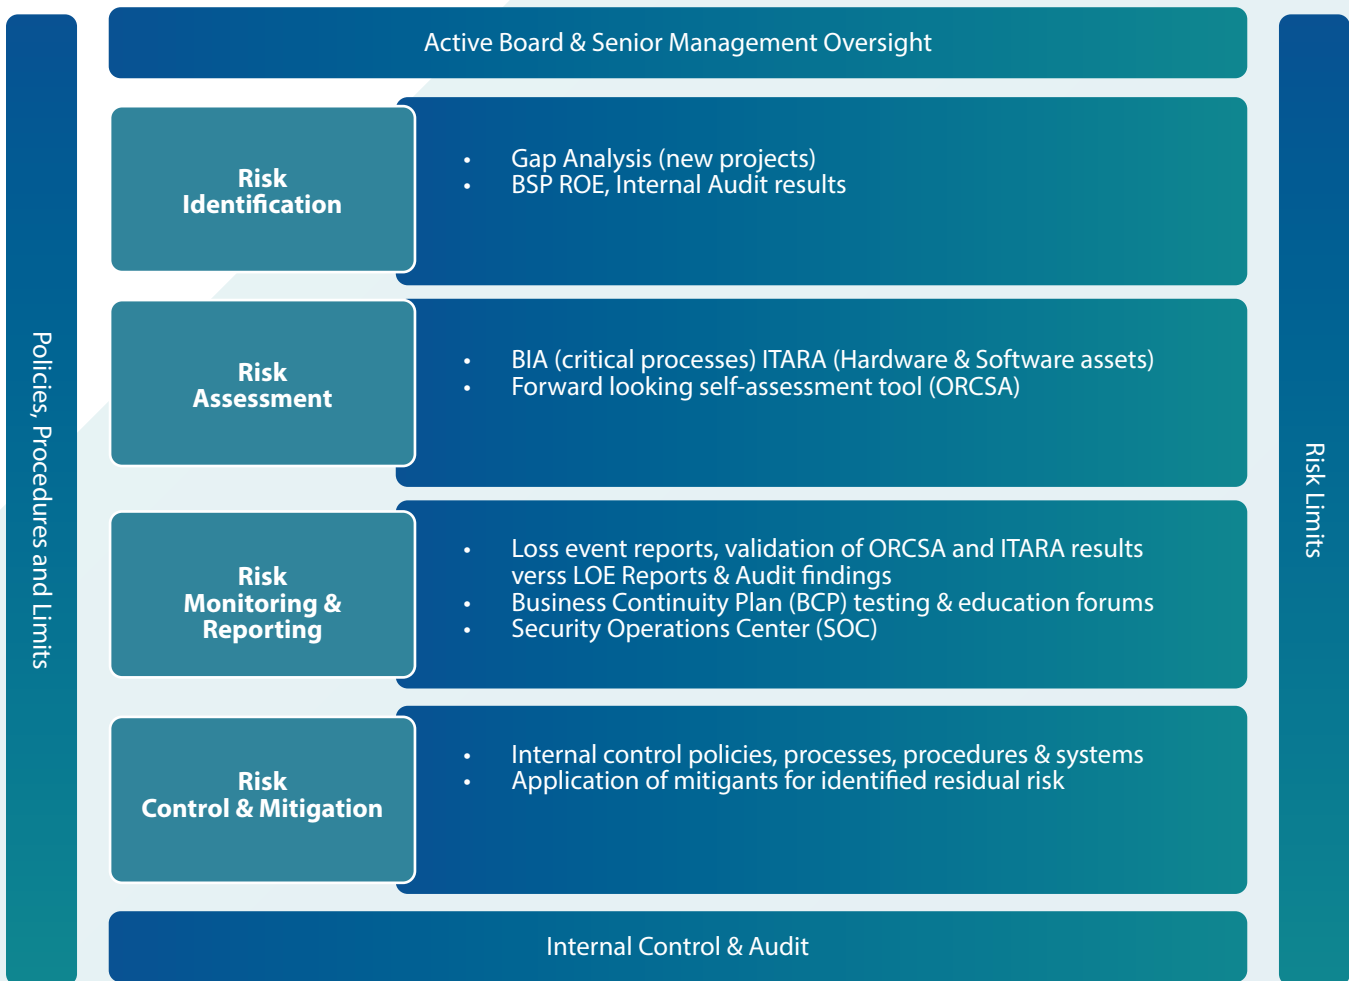 Active Board & Senior Management Oversight
Policies, Procedures and Limits
Risk
Identification
• Gap Analysis (new projects)
• BSP ROE, Internal Audit results
Risk
Assessment
• BIA (critical processes) ITARA (Hardware & Software assets)
• Forward looking self-assessment tool (ORCSA)
Risk
Monitoring &
Reporting
• Loss event reports, validation of ORCSA and ITARA results
verss LOE Reports & Audit findings
• Business Continuity Plan (BCP) testing & education forums
• Security Operations Center (SOC)
Risk
Control & Mitigation
• Internal control policies, processes, procedures & systems
• Application of mitigants for identified residual risk
Risk Limits
Internal Control & Audit